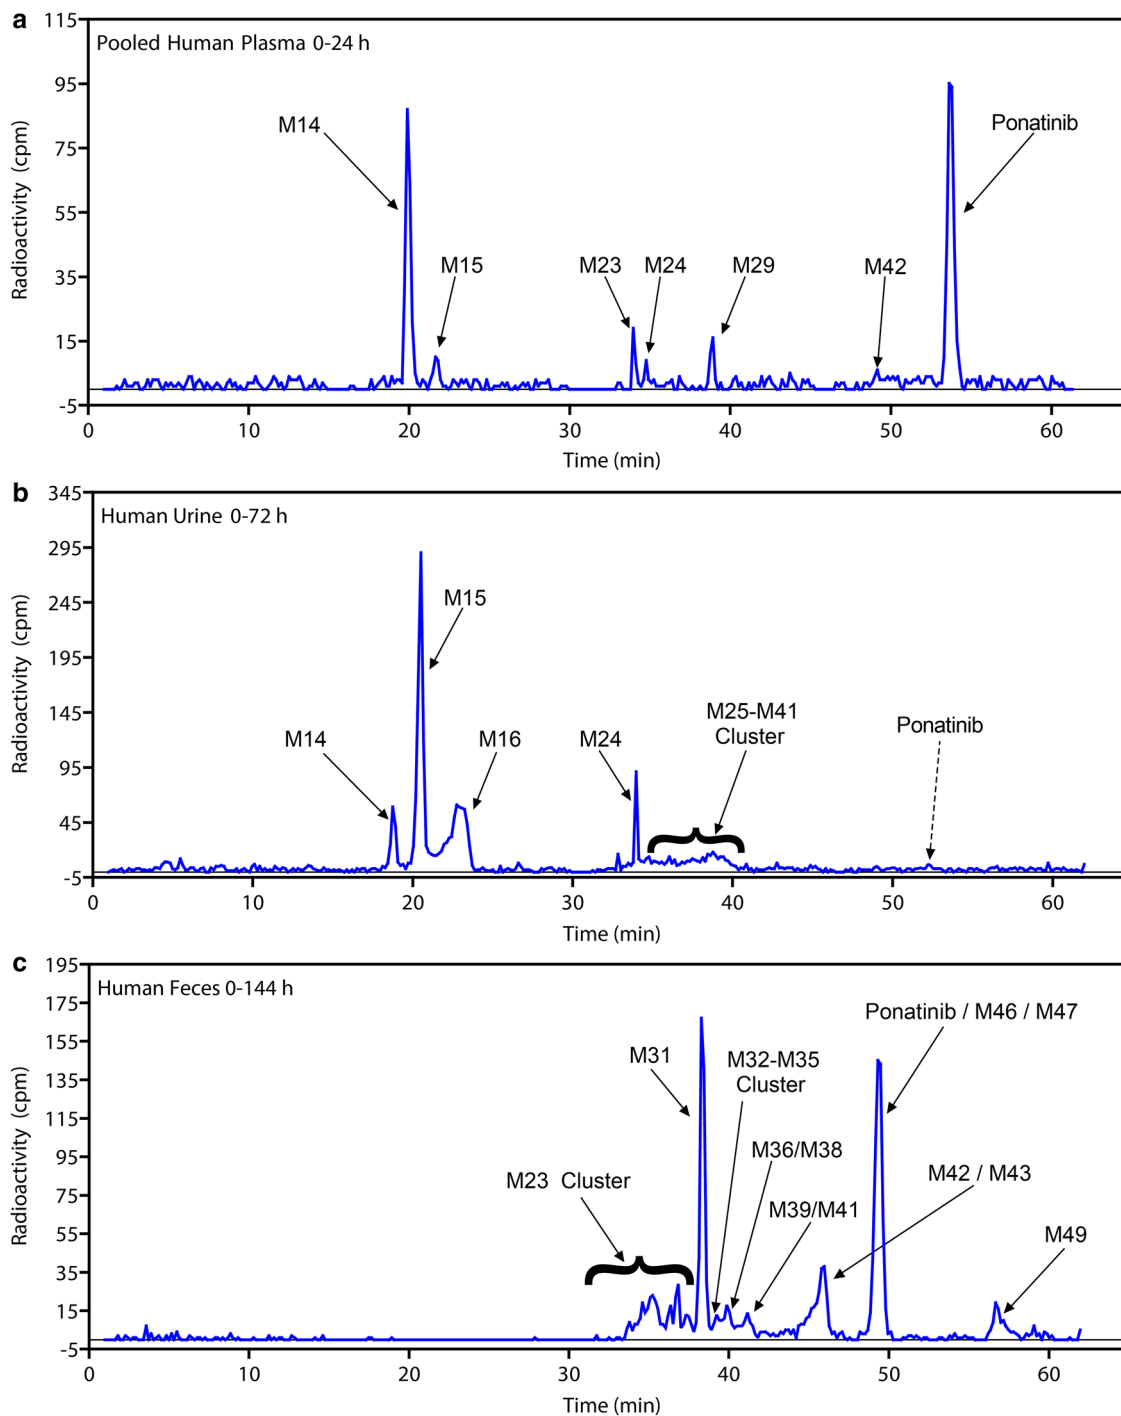 a
115
Pooled Human Plasma 0-24 h
95
M14
Ponatinib
75
55
35
M15
M23
M24
M29
M42
15
-5
0 10 20 30 40 50 60
Radioactivity (cpm)
Time (min)
b
345
Human Urine 0-72 h
295
M15
245
195
M25-M41
Cluster
145
M14
M16
M24
Ponatinib
95
45
-5
0 10 20 30 40 50 60
Radioactivity (cpm)
Time (min)
c
195
Human Feces 0-144 h
175
Ponatinib / M46 / M47
155
M31
M32-M35
Cluster
135
115
M36/M38
95
M23 Cluster
M42 / M43
75
M39/M41
55
M49
35
15
-5
0 10 20 30 40 50 60
Radioactivity (cpm)
Time (min)